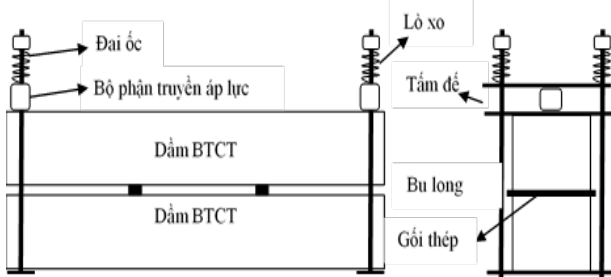 Lò xo
Đai ốc
Tấm đế
Bộ phận truyền áp lực
Dầm BTCT
Bu long
Dầm BTCT
Gối thép